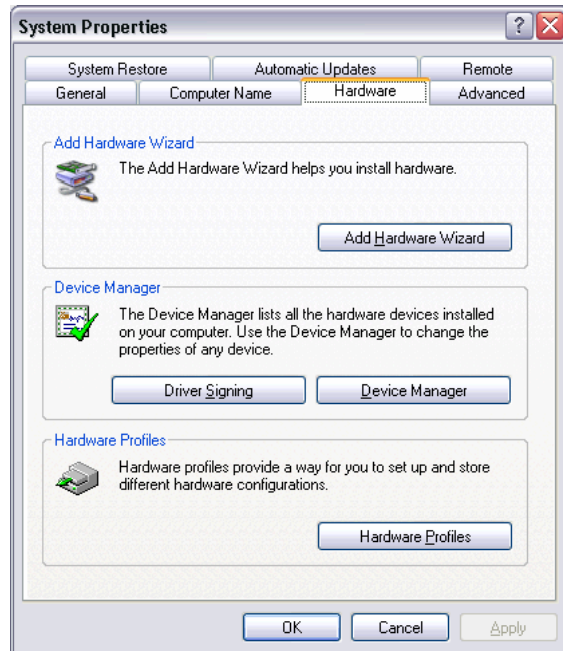 System Properties
System Restore Automatic Updates Remote
General Computer Name Hardware Advanced
Add Hardware Wizard
The Add Hardware Wizard helps you install hardware.
Add Hardware Wizard
Device Manager
The Device Manager lists all the hardware devices installed
on your computer. Use the Device Manager to change the
properties of any device.
Driver Signing Device Manager
Hardware Profiles
Hardware profiles provide a way for you to set up and store
different hardware configurations.
Hardware Profiles
OK Cancel Apply